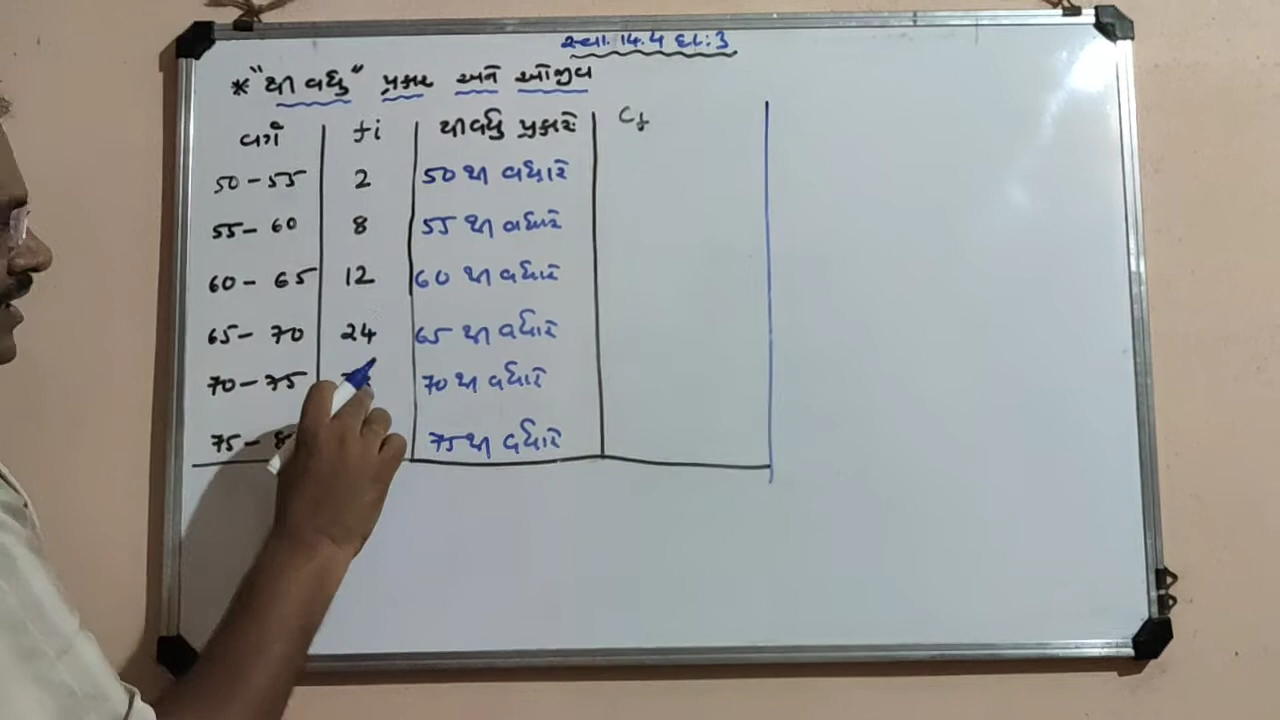 સ્વા. 14.4 દા.:3
* "થી વધુ" પ્રકાર અને ઓજીવ
વર્ગ fi થી વધુ પ્રકારે cf
50-55 2 50 થી વધારે
55-60 8 55 થી વધારે
60-65 12 60 થી વધારે
65-70 24 65 થી વધારે
70-75 70 થી વધારે
75-8 75 થી વધારે